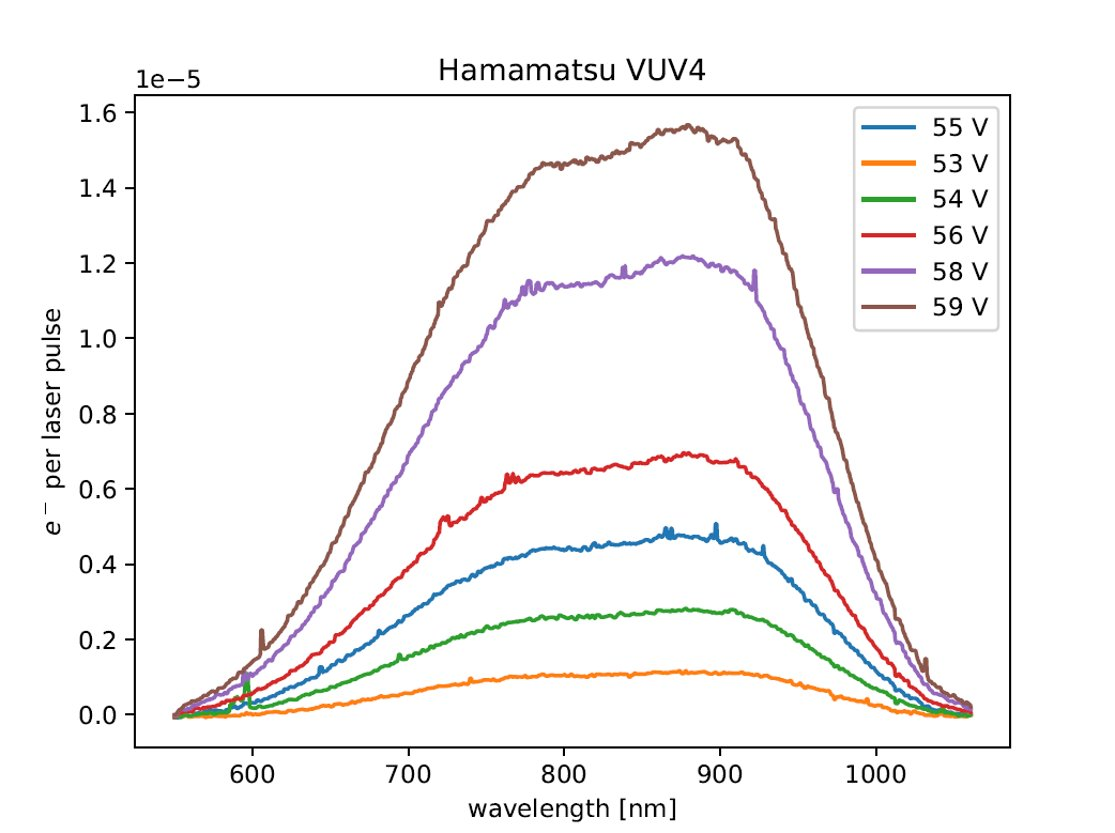 Hamamatsu VUV4
1e−5
1.6
1.4
1.2
1.0
0.8
0.6
0.4
0.2
0.0
e⁻ per laser pulse
55 V
53 V
54 V
56 V
58 V
59 V
600 700 800 900 1000
wavelength [nm]